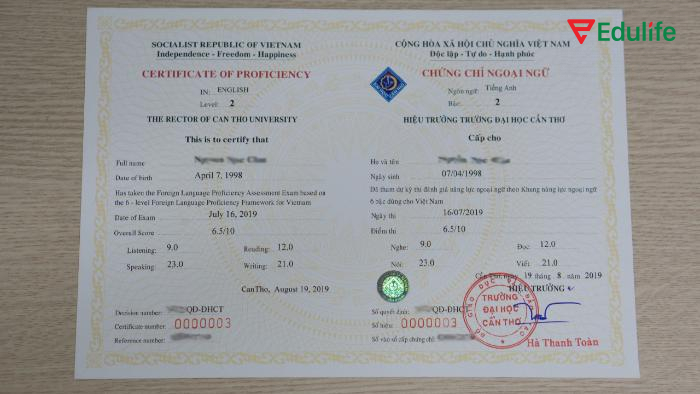 Edulife
SOCIALIST REPUBLIC OF VIETNAM
Independence - Freedom - Happiness
CERTIFICATE OF PROFICIENCY
IN: ENGLISH
Level: 2
THE RECTOR OF CAN THO UNIVERSITY
This is to certify that
Full name
Date of birth April 7, 1998
Has taken the Foreign Language Proficiency Assessment Exam based on
the 6 - level Foreign Language Proficiency Framework for Vietnam
Date of Exam July 16, 2019
Overall Score 6.5/10
Listening: 9.0 Reading: 12.0
Speaking: 23.0 Writing: 21.0
CanTho, August 19, 2019
Decision number: QD-DHCT
Certificate number: 0000003
Reference number:
CỘNG HÒA XÃ HỘI CHỦ NGHĨA VIỆT NAM
Độc lập - Tự do - Hạnh phúc
CHỨNG CHỈ NGOẠI NGỮ
Ngôn ngữ: Tiếng Anh
Bậc: 2
HIỆU TRƯỞNG TRƯỜNG ĐẠI HỌC CẦN THƠ
Cấp cho
Họ và tên
Ngày sinh 07/04/1998
Đã tham dự kỳ thi đánh giá năng lực ngoại ngữ theo Khung năng lực ngoại ngữ
6 bậc dùng cho Việt Nam
Ngày thi 16/07/2019
Điểm thi 6.5/10
Nghe: 9.0 Đọc: 12.0
Nói: 23.0 Viết: 21.0
Cần Thơ, ngày 19 tháng 8 năm 2019
HIỆU TRƯỞNG
Số quyết định: QĐ-ĐHCT
Số hiệu: 0000003
Số vào sổ cấp chứng chỉ:
TRƯỜNG
ĐẠI HỌC
CẦN THƠ
Hà Thanh Toàn